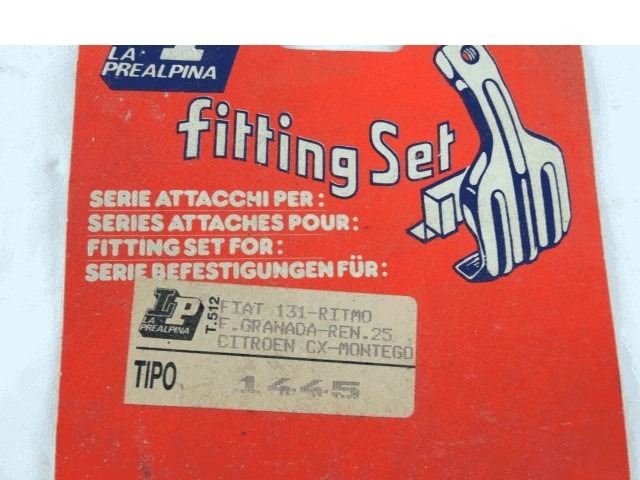 LA
PREALPINA
fitting Set
SERIE ATTACCHI PER:
SERIES ATTACHES POUR:
FITTING SET FOR:
SERIE BEFESTIGUNGEN FÜR:
LP
LA
PREALPINA
T.512
FIAT 131-RITMO
F.GRANADA-REN.25
CITROEN CX-MONTEGO
TIPO
1445